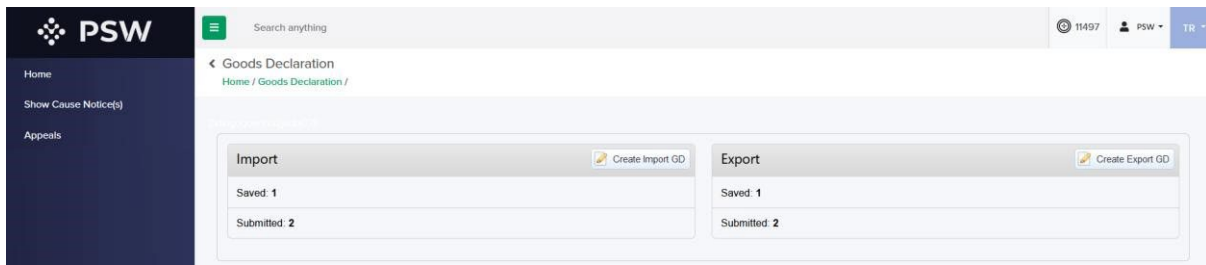 PSW
Search anything
11497
PSW
TR
Home
Show Cause Notice(s)
Appeals
Goods Declaration
Home / Goods Declaration /
Import
Create Import GD
Saved: 1
Submitted: 2
Export
Create Export GD
Saved: 1
Submitted: 2